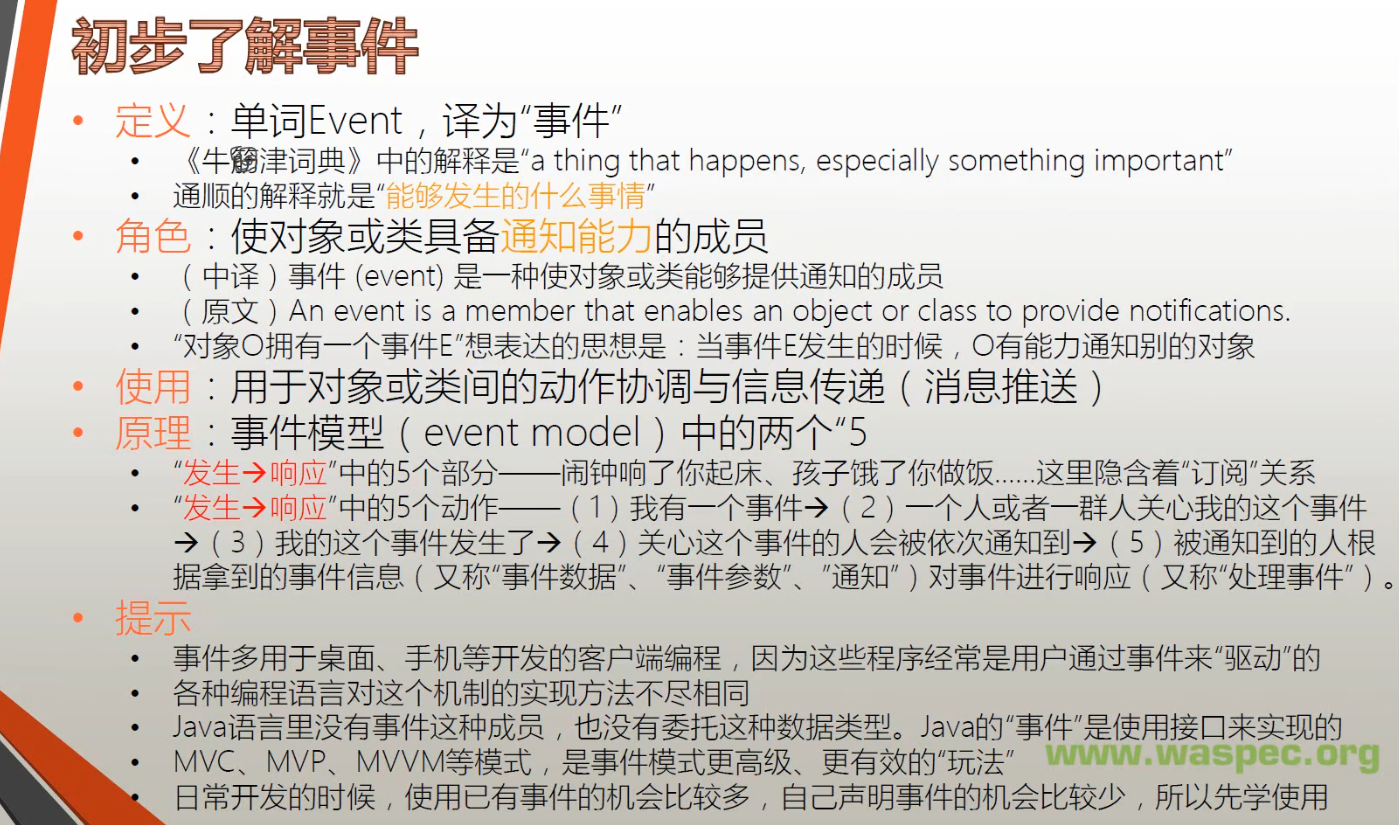 初步了解事件
• 定义：单词Event，译为“事件”
• 《牛津词典》中的解释是“a thing that happens, especially something important”
• 通顺的解释就是“能够发生的什么事情”
• 角色：使对象或类具备通知能力的成员
• （中译）事件 (event) 是一种使对象或类能够提供通知的成员
• （原文）An event is a member that enables an object or class to provide notifications.
• “对象O拥有一个事件E”想表达的思想是：当事件E发生的时候，O有能力通知别的对象
• 使用：用于对象或类间的动作协调与信息传递（消息推送）
• 原理：事件模型（event model）中的两个“5
• “发生→响应”中的5个部分——闹钟响了你起床、孩子饿了你做饭……这里隐含着“订阅”关系
• “发生→响应”中的5个动作——（1）我有一个事件→（2）一个人或者一群人关心我的这个事件
→（3）我的这个事件发生了→（4）关心这个事件的人会被依次通知到→（5）被通知到的人根
据拿到的事件信息（又称“事件数据”、“事件参数”、”通知”）对事件进行响应（又称“处理事件”）。
• 提示
• 事件多用于桌面、手机等开发的客户端编程，因为这些程序经常是用户通过事件来“驱动”的
• 各种编程语言对这个机制的实现方法不尽相同
• Java语言里没有事件这种成员，也没有委托这种数据类型。Java的“事件”是使用接口来实现的
• MVC、MVP、MVVM等模式，是事件模式更高级、更有效的“玩法”
www.waspec.org
• 日常开发的时候，使用已有事件的机会比较多，自己声明事件的机会比较少，所以先学使用